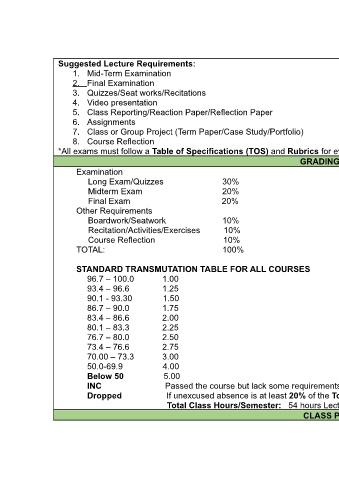 Suggested Lecture Requirements:
1. Mid-Term Examination
2. Final Examination
3. Quizzes/Seat works/Recitations
4. Video presentation
5. Class Reporting/Reaction Paper/Reflection Paper
6. Assignments
7. Class or Group Project (Term Paper/Case Study/Portfolio)
8. Course Reflection
*All exams must follow a Table of Specifications (TOS) and Rubrics for
GRADING
Examination
Long Exam/Quizzes 30%
Midterm Exam 20%
Final Exam 20%
Other Requirements
Boardwork/Seatwork 10%
Recitation/Activities/Exercises 10%
Course Reflection 10%
TOTAL: 100%
STANDARD TRANSMUTATION TABLE FOR ALL COURSES
96.7 – 100.0 1.00
93.4 – 96.6 1.25
90.1 - 93.30 1.50
86.7 – 90.0 1.75
83.4 – 86.6 2.00
80.1 – 83.3 2.25
76.7 – 80.0 2.50
73.4 – 76.6 2.75
70.00 – 73.3 3.00
50.0-69.9 4.00
Below 50 5.00
INC Passed the course but lack some requirements
Dropped If unexcused absence is at least 20% of the
Total Class Hours/Semester: 54 hours
CLASS